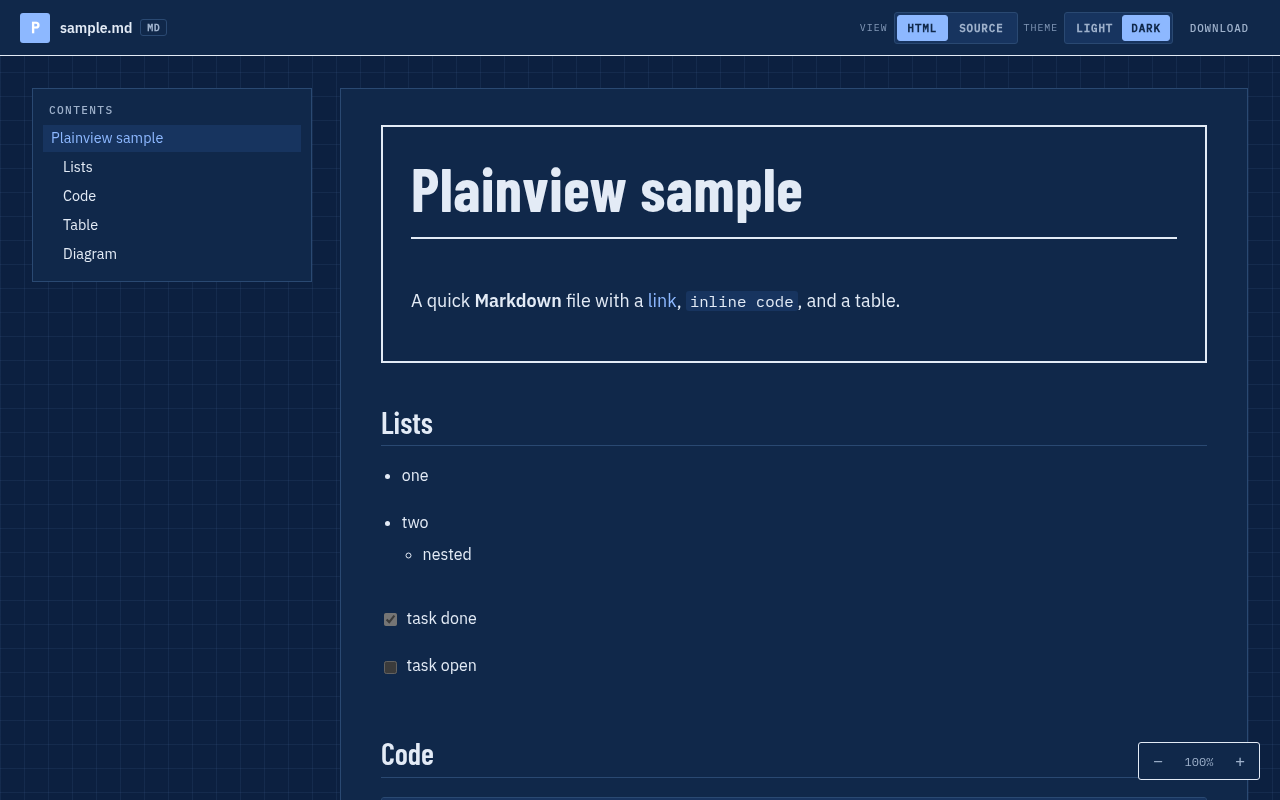 P sample.md MD VIEW HTML SOURCE THEME LIGHT DARK DOWNLOAD
CONTENTS
Plainview sample
Lists
Code
Table
Diagram
Plainview sample
A quick Markdown file with a link, inline code, and a table.
Lists
• one
• two
◦ nested
task done
task open
Code
− 100% +